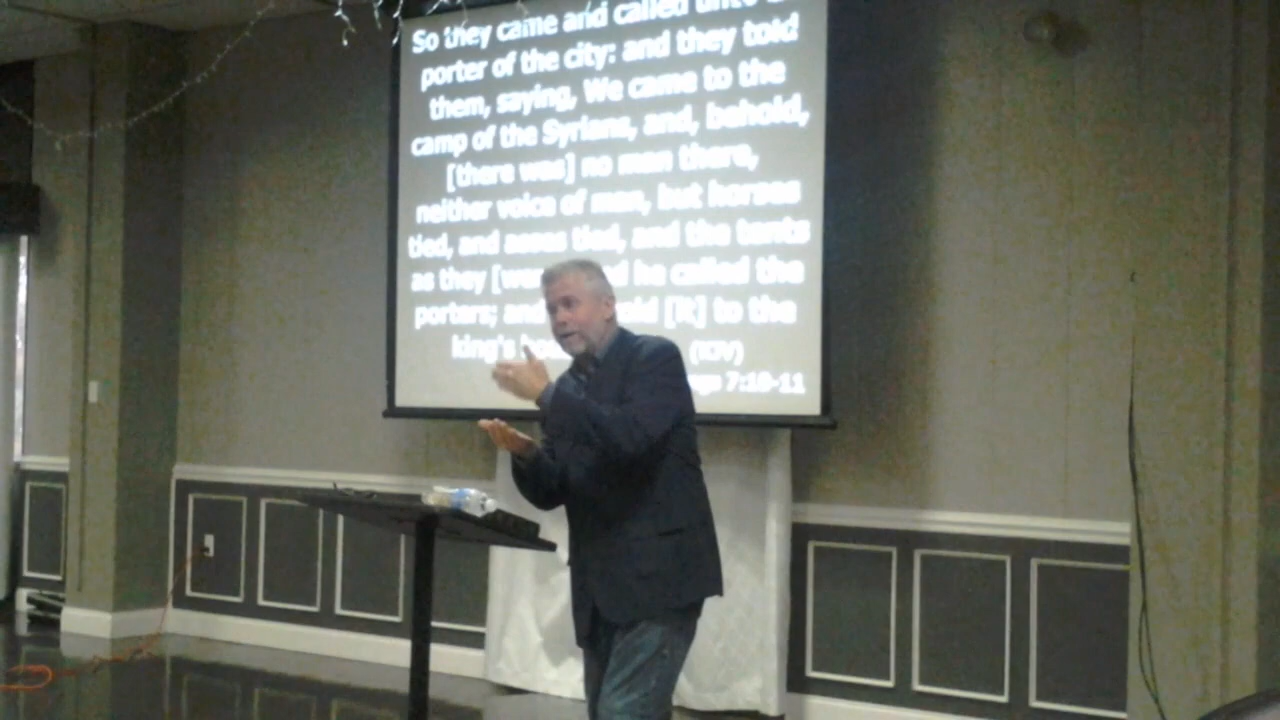 So they came and called unto
porter of the city: and they told
them, saying, We came to the
camp of the Syrians, and, behold,
[there was] no man there,
neither voice of man, but horses
tied, and asses tied, and the tents
as they he called the
porters; and [it] to the
king's (KJV)
7:10-11